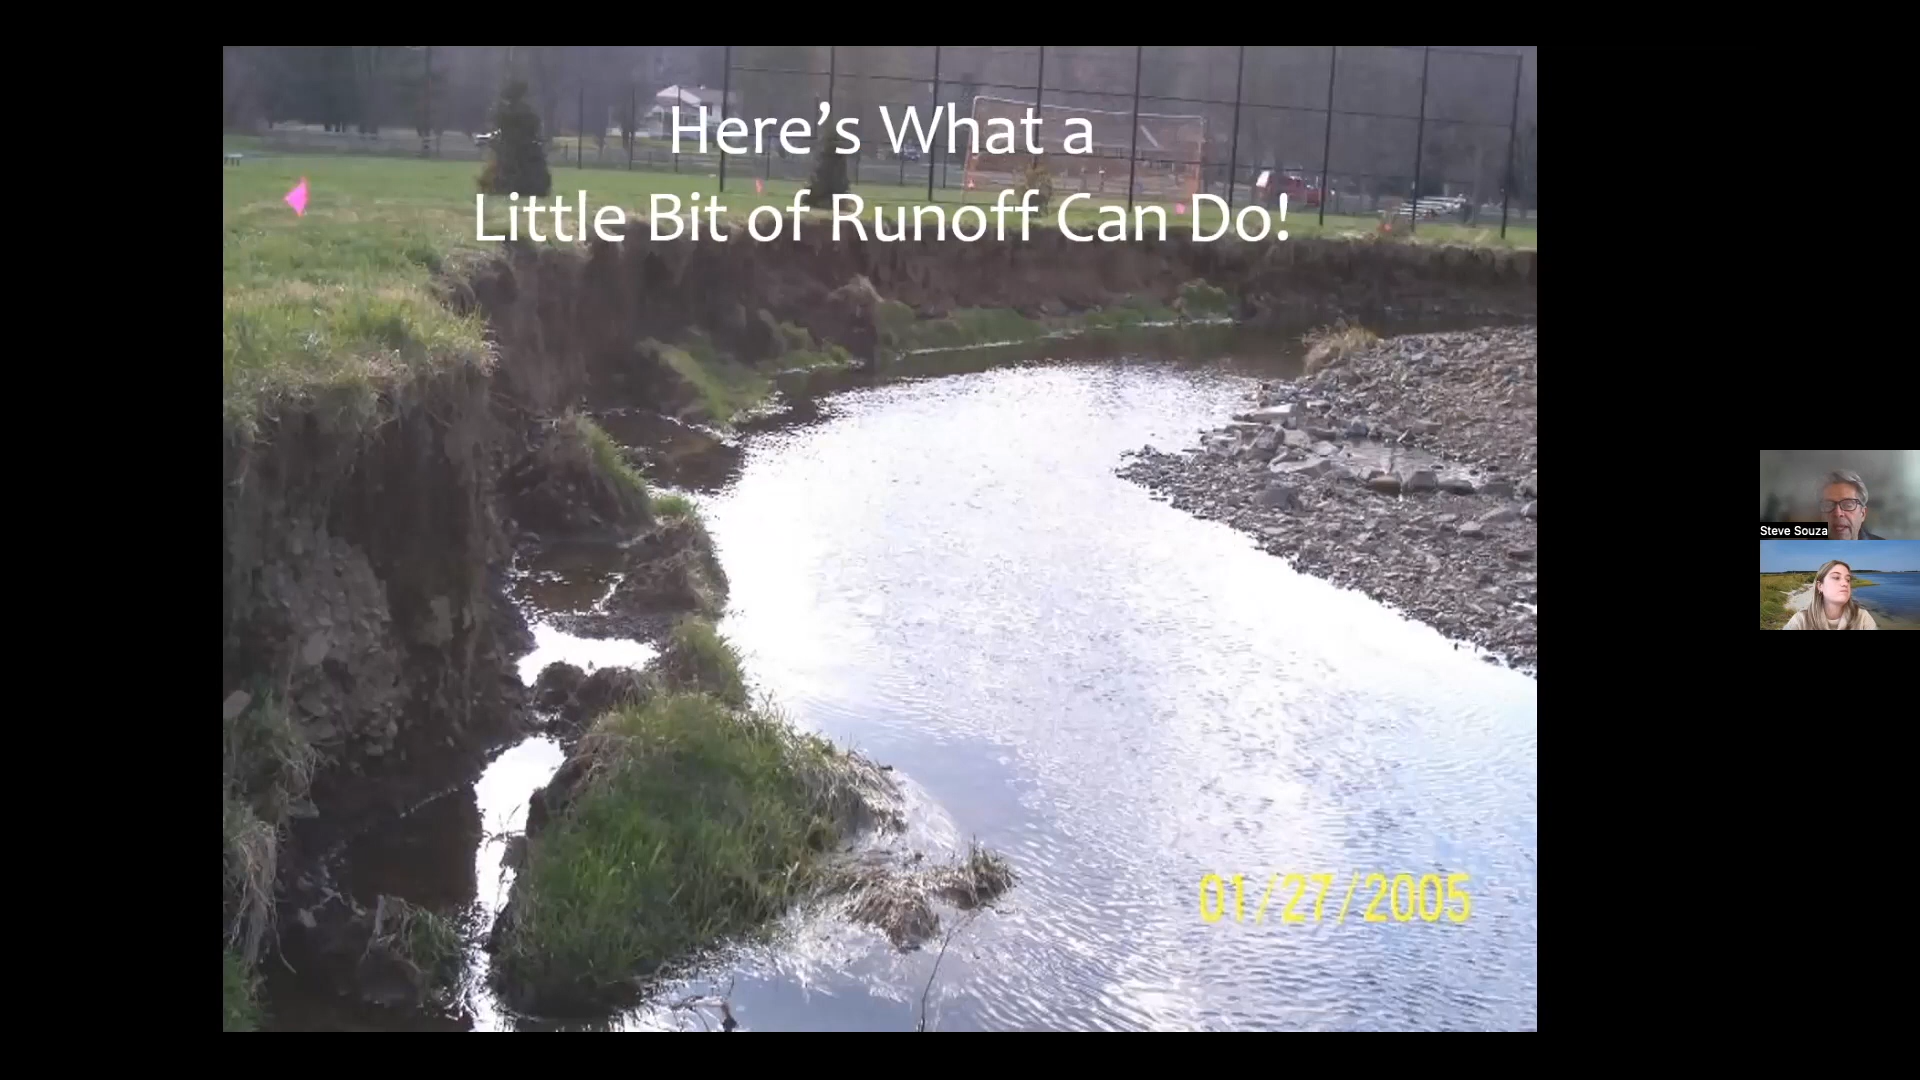 Here's What a
Little Bit of Runoff Can Do!
Steve Souza
01/27/2005